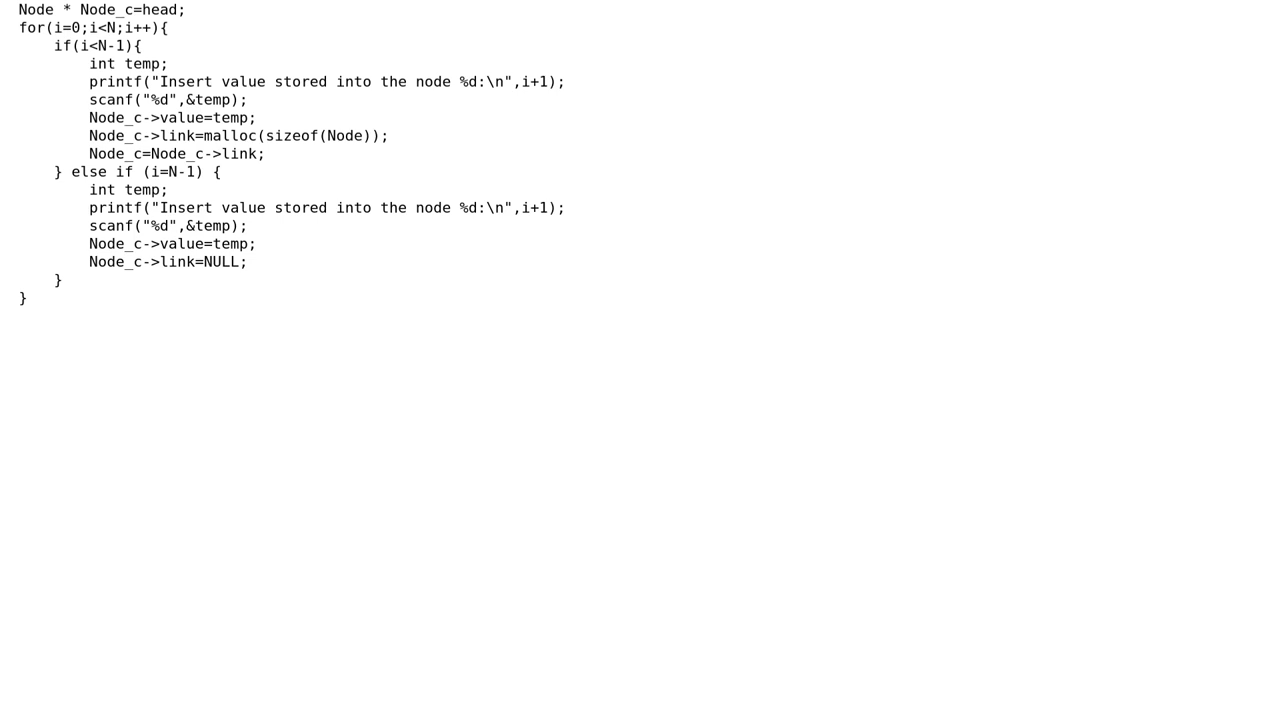 Node * Node_c=head;
for(i=0;i<N;i++){
    if(i<N-1){
        int temp;
        printf("Insert value stored into the node %d:\n",i+1);
        scanf("%d",&temp);
        Node_c->value=temp;
        Node_c->link=malloc(sizeof(Node));
        Node_c=Node_c->link;
    } else if (i=N-1) {
        int temp;
        printf("Insert value stored into the node %d:\n",i+1);
        scanf("%d",&temp);
        Node_c->value=temp;
        Node_c->link=NULL;
    }
}